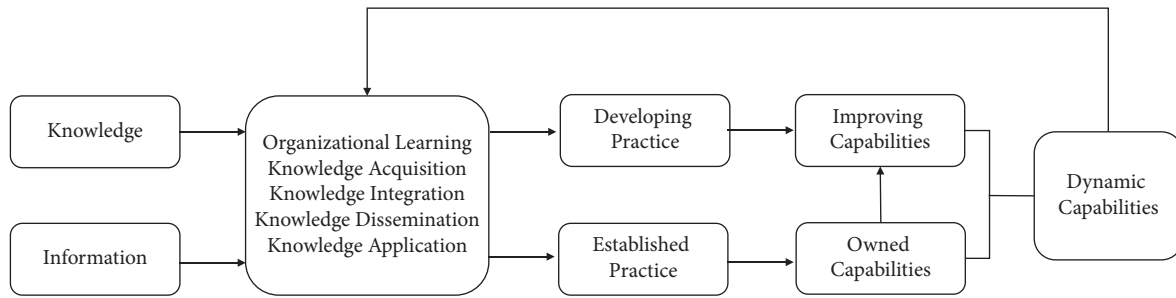 Knowledge
Information
Organizational Learning
Knowledge Acquisition
Knowledge Integration
Knowledge Dissemination
Knowledge Application
Developing
Practice
Established
Practice
Improving
Capabilities
Owned
Capabilities
Dynamic
Capabilities